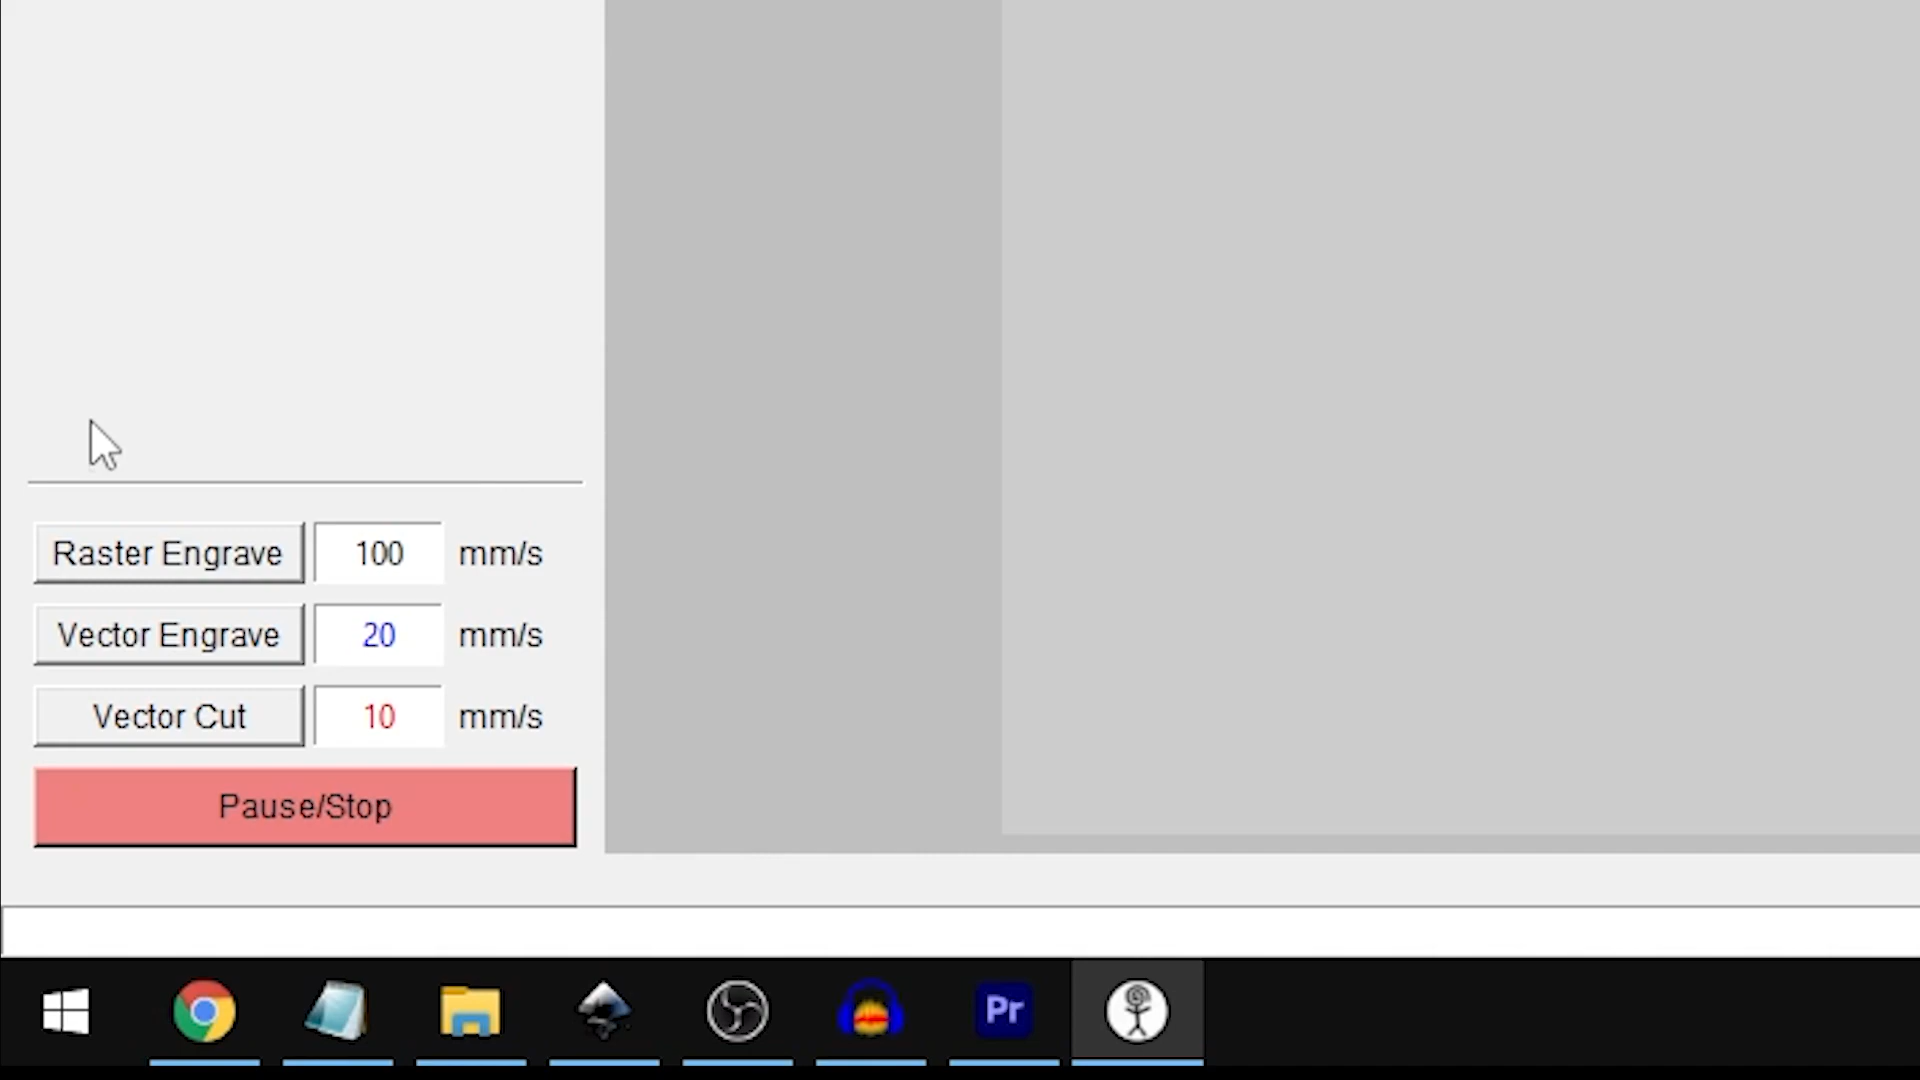 Raster Engrave 100 mm/s
Vector Engrave 20 mm/s
Vector Cut 10 mm/s
Pause/Stop
Pr